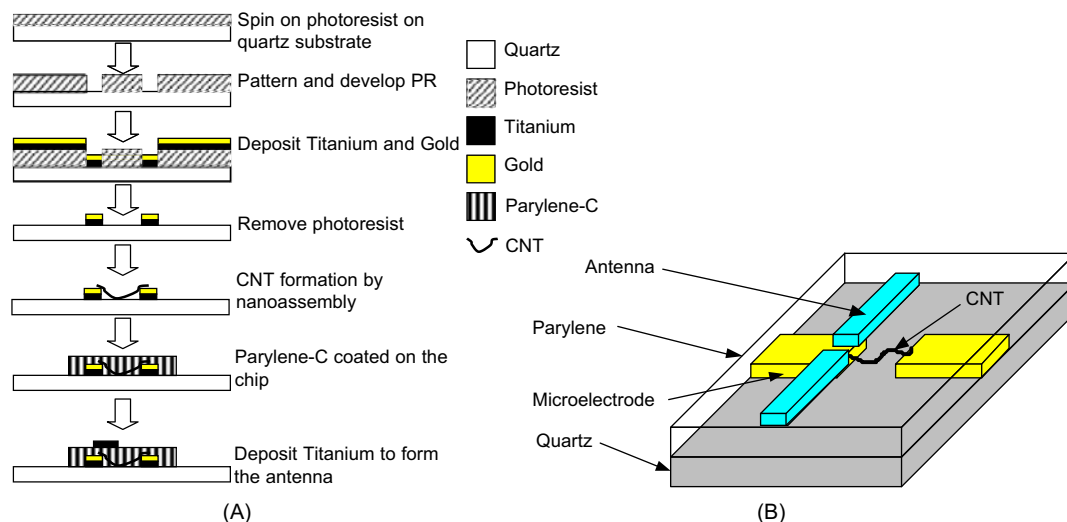 Spin on photoresist on
quartz substrate
Pattern and develop PR
Deposit Titanium and Gold
Remove photoresist
CNT formation by
nanoassembly
Parylene-C coated on the
chip
Deposit Titanium to form
the antenna
(A)
Quartz
Photoresist
Titanium
Gold
Parylene-C
CNT
Antenna
CNT
Parylene
Microelectrode
Quartz
(B)